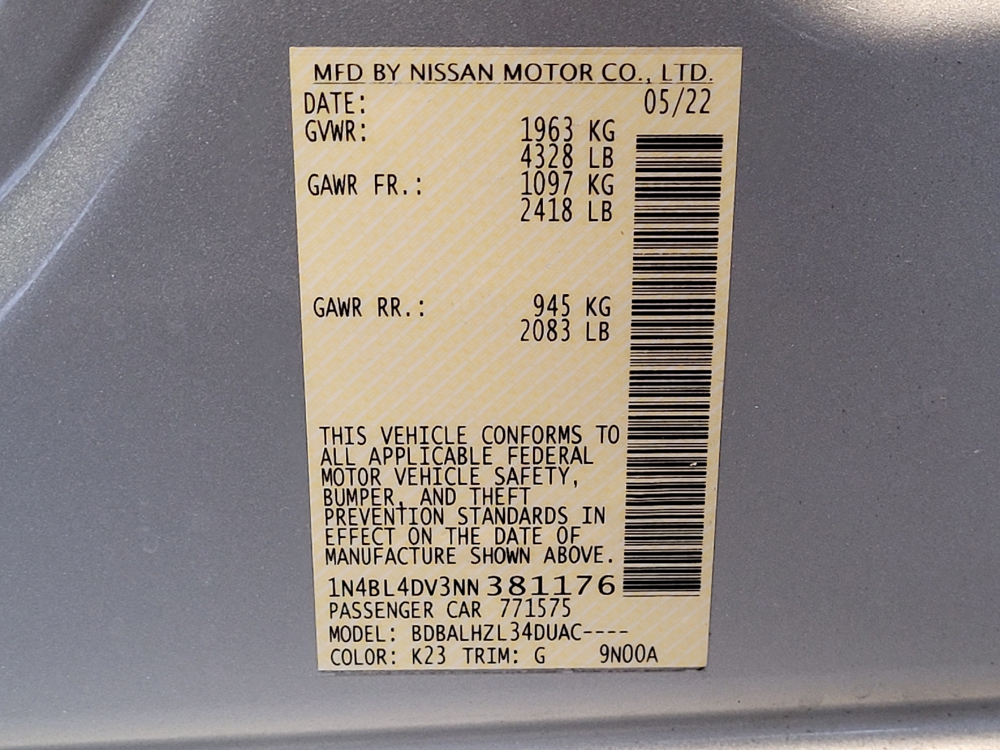 MFD BY NISSAN MOTOR CO., LTD.
DATE: 05/22
GVWR: 1963 KG
4328 LB
GAWR FR.: 1097 KG
2418 LB
GAWR RR.: 945 KG
2083 LB
THIS VEHICLE CONFORMS TO
ALL APPLICABLE FEDERAL
MOTOR VEHICLE SAFETY,
BUMPER, AND THEFT
PREVENTION STANDARDS IN
EFFECT ON THE DATE OF
MANUFACTURE SHOWN ABOVE.
1N4BL4DV3NN381176
PASSENGER CAR 771575
MODEL: BDBALHZL34DUAC----
COLOR: K23 TRIM: G 9N00A